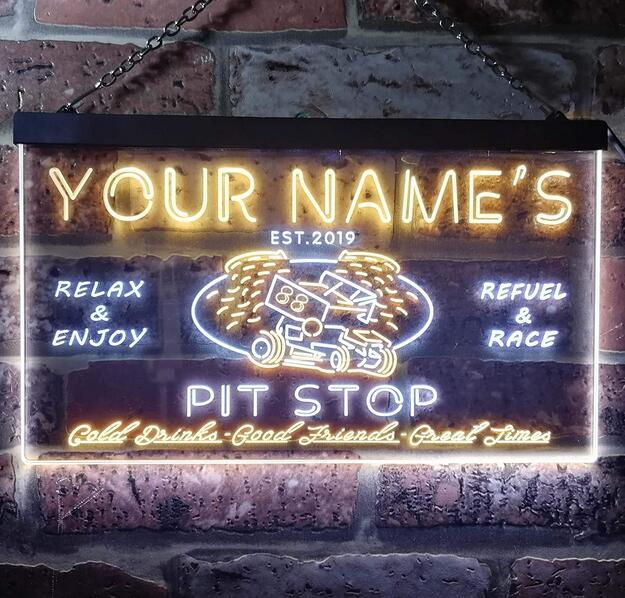 YOUR NAME'S
EST.2019
RELAX
&
ENJOY
REFUEL
&
RACE
88
PIT STOP
Cold Drinks-Good Friends-Great Times